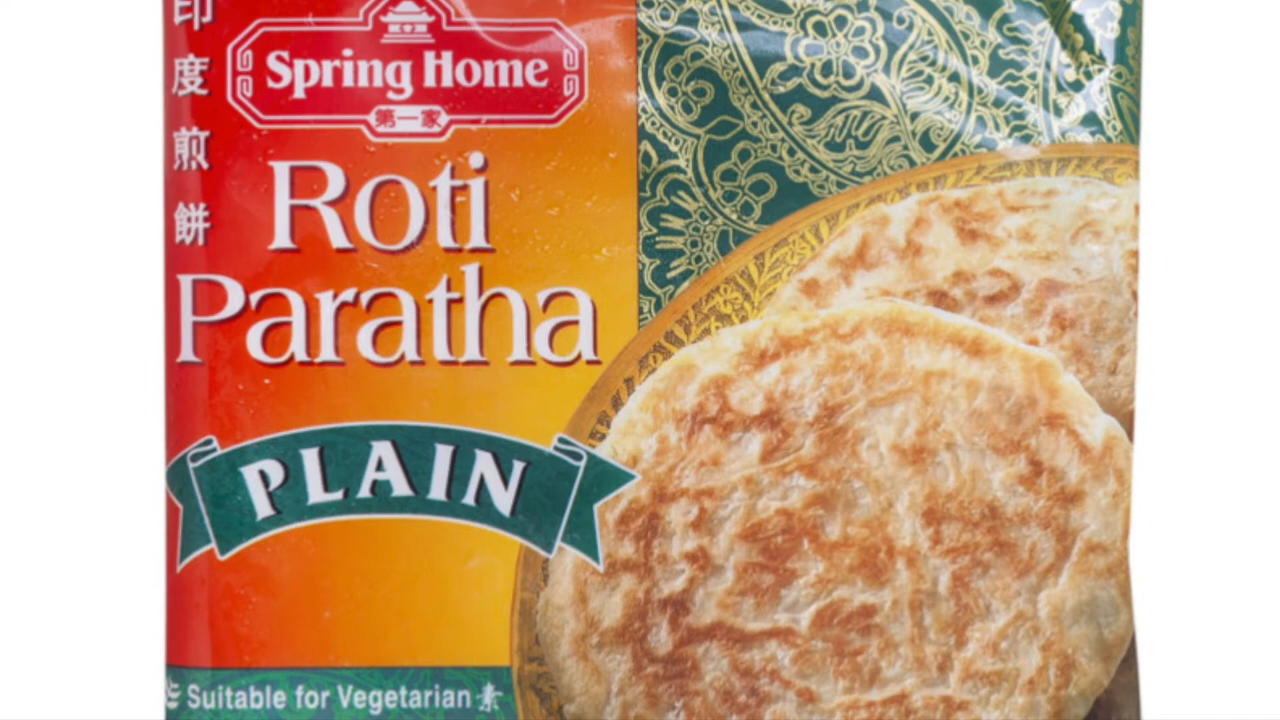 印度煎餅
Spring Home
第一家
Roti
Paratha
PLAIN
Suitable for Vegetarian 素